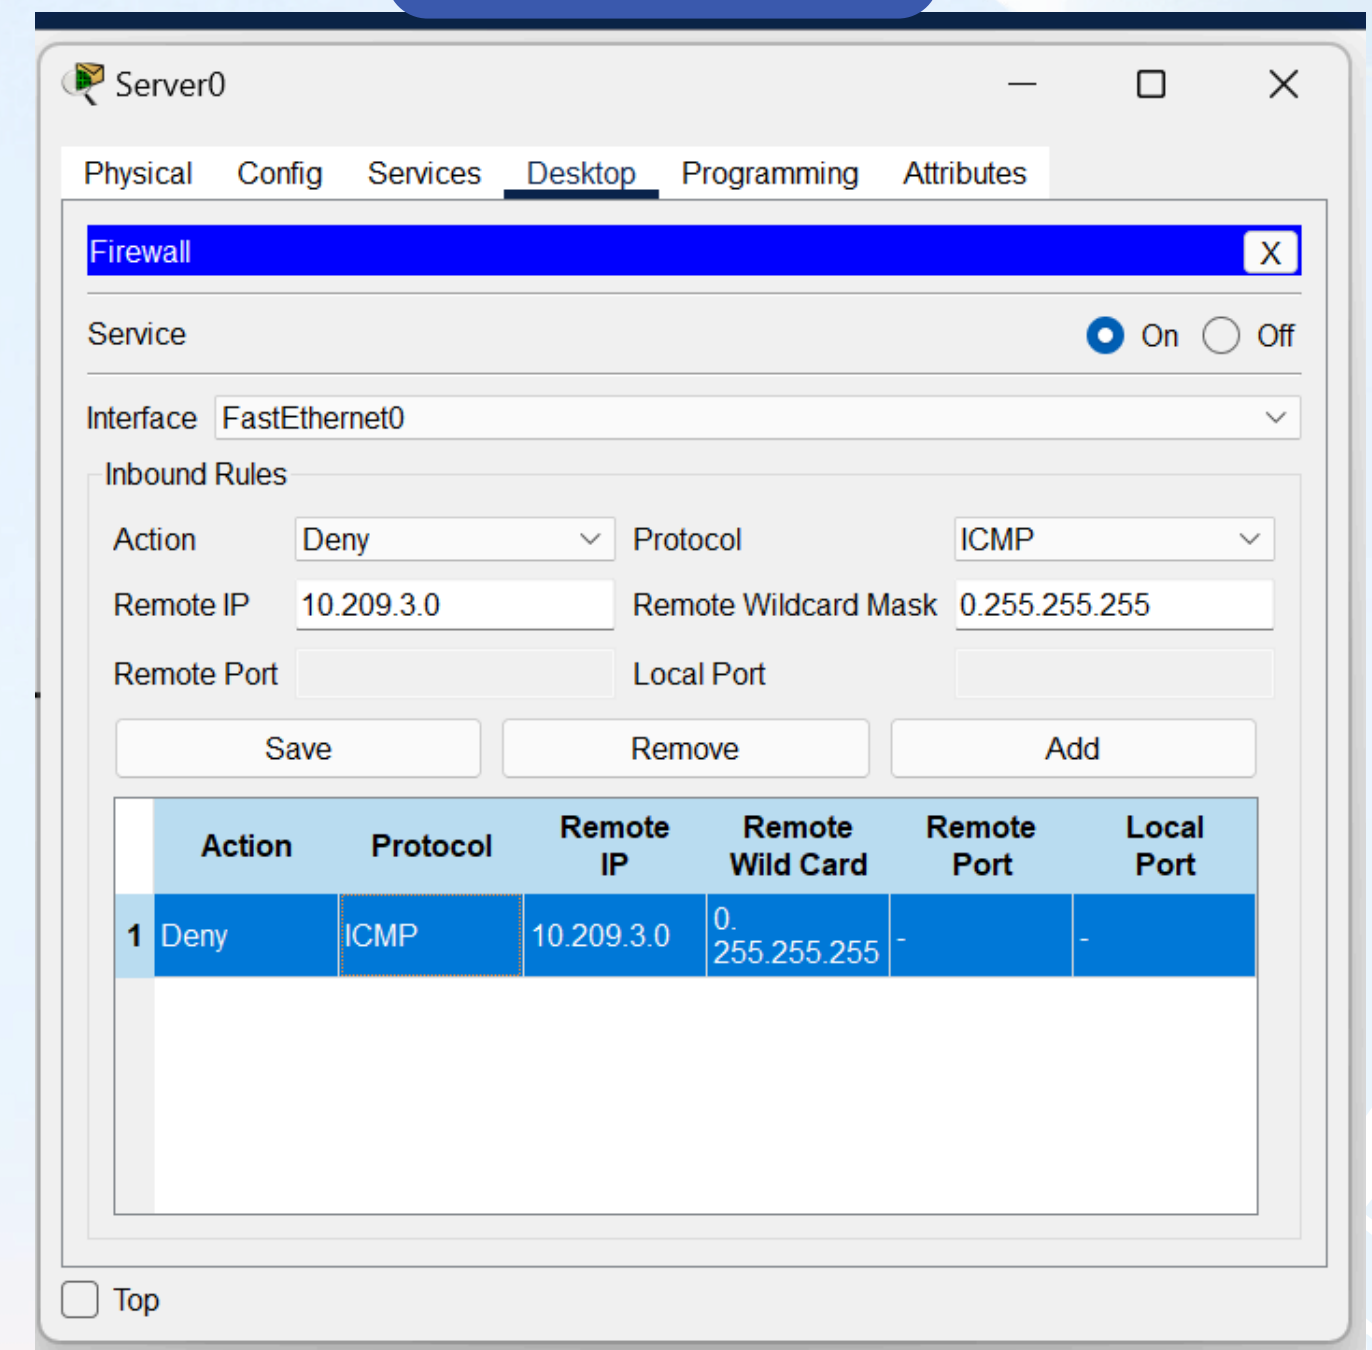 Server0
Physical Config Services Desktop Programming Attributes
Firewall X
Service On Off
Interface FastEthernet0
Inbound Rules
Action Deny Protocol ICMP
Remote IP 10.209.3.0 Remote Wildcard Mask 0.255.255.255
Remote Port Local Port
Save Remove Add
Action Protocol Remote IP Remote Wild Card Remote Port Local Port
1 Deny ICMP 10.209.3.0 0. 255.255.255 - -
Top